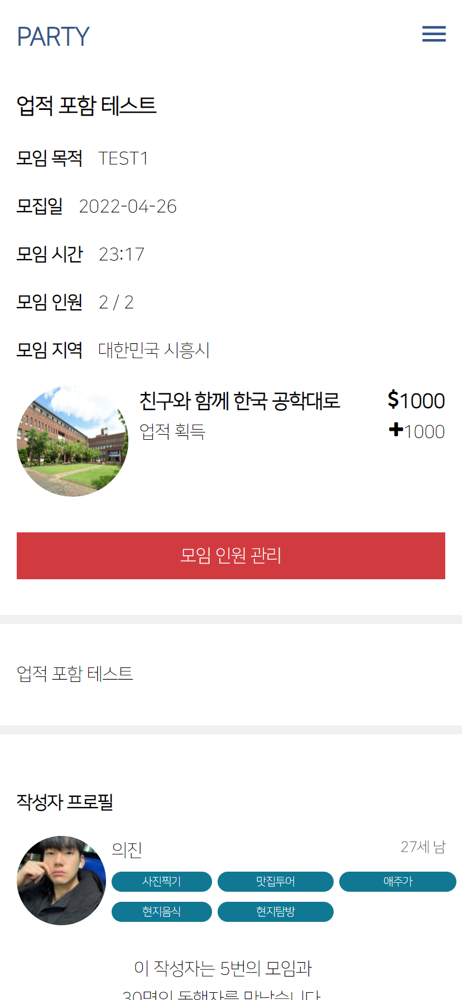 PARTY
업적 포함 테스트
모임 목적 TEST1
모집일 2022-04-26
모임 시간 23:17
모임 인원 2 / 2
모임 지역 대한민국 시흥시
친구와 함께 한국 공학대로 $1000
업적 획득 +1000
모임 인원 관리
업적 포함 테스트
작성자 프로필
의진 27세 남
사진찍기 맛집투어 애주가
현지음식 현지탐방
이 작성자는 5번의 모임과
30명의 동행자를 만났습니다